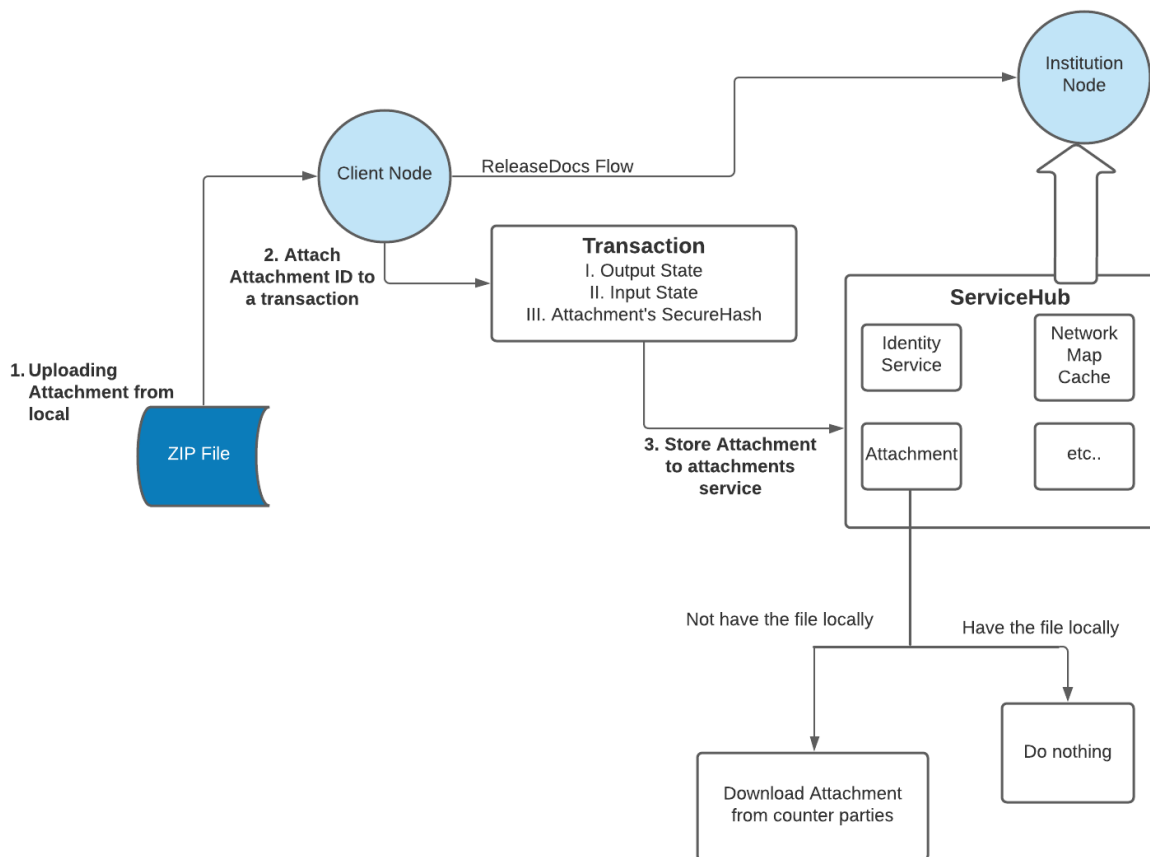 Institution
Node
Client Node
ReleaseDocs Flow
2. Attach
Attachment ID to
a transaction
Transaction
I. Output State
II. Input State
III. Attachment's SecureHash
ServiceHub
Identity
Service
Network
Map
Cache
Attachment
etc..
1. Uploading
Attachment from
local
ZIP File
3. Store Attachment
to attachments
service
Not have the file locally
Have the file locally
Download Attachment
from counter parties
Do nothing